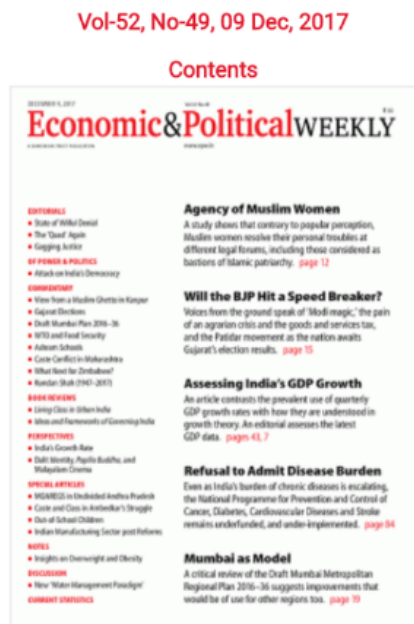 Vol-52, No-49, 09 Dec, 2017
Contents
DECEMBER 9, 2017
Economic&PoliticalWEEKLY
www.epw.in
EDITORIALS
State of Wilful Denial
The 'Quad' Again
Gagging Justice
OF POWER & POLITICS
Attack on India's Democracy
COMMENTARY
View from a Muslim Ghetto in Kanpur
Gujarat Elections
Draft Mumbai Plan 2016–36
WTO and Food Security
Ashram Schools
Caste Conflict in Maharashtra
What Next for Zimbabwe?
Kundan Shah (1947–2017)
BOOK REVIEWS
Living Class in Urban India
Ideas and Frameworks of Governing India
PERSPECTIVES
India's Growth Rate
Dalit Identity, Papilio Buddha, and
Malayalam Cinema
SPECIAL ARTICLES
MGNREGS in Undivided Andhra Pradesh
Caste and Class in Ambedkar's Struggle
Out-of-School Children
Indian Manufacturing Sector post Reforms
NOTES
Insights on Overweight and Obesity
DISCUSSION
New 'Water Management Paradigm'
CURRENT STATISTICS
Agency of Muslim Women
A study shows that contrary to popular perception,
Muslim women resolve their personal troubles at
different legal forums, including those considered as
bastions of Islamic patriarchy. page 12
Will the BJP Hit a Speed Breaker?
Voices from the ground speak of 'Modi magic,' the pain
of an agrarian crisis and the goods and services tax,
and the Patidar movement as the nation awaits
Gujarat's election results. page 15
Assessing India's GDP Growth
An article contrasts the prevalent use of quarterly
GDP growth rates with how they are understood in
growth theory. An editorial assesses the latest
GDP data. pages 43, 7
Refusal to Admit Disease Burden
Even as India's burden of chronic diseases is escalating,
the National Programme for Prevention and Control of
Cancer, Diabetes, Cardiovascular Diseases and Stroke
remains underfunded, and under-implemented. page 84
Mumbai as Model
A critical review of the Draft Mumbai Metropolitan
Regional Plan 2016–36 suggests improvements that
would be of use for other regions too. page 19